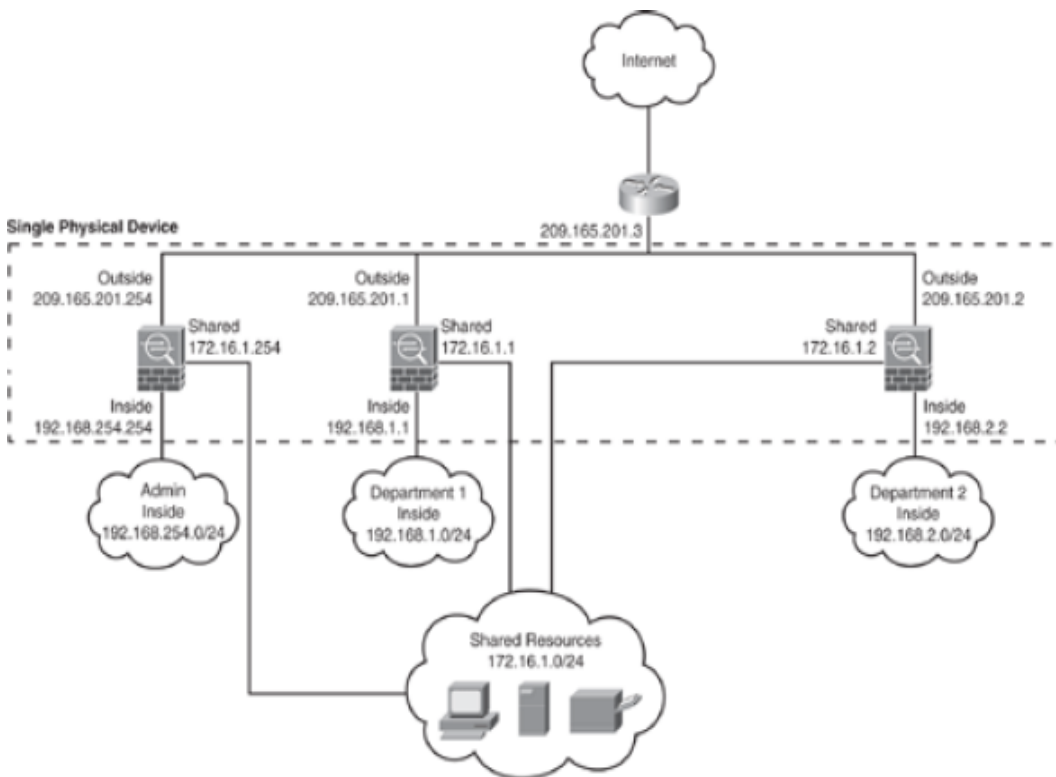 Internet
Single Physical Device
209.165.201.3
Outside
209.165.201.254
Outside
209.165.201.1
Outside
209.165.201.2
Shared
172.16.1.254
Shared
172.16.1.1
Shared
172.16.1.2
Inside
192.168.254.254
Inside
192.168.1.1
Inside
192.168.2.2
Admin
Inside
192.168.254.0/24
Department 1
Inside
192.168.1.0/24
Department 2
Inside
192.168.2.0/24
Shared Resources
172.16.1.0/24